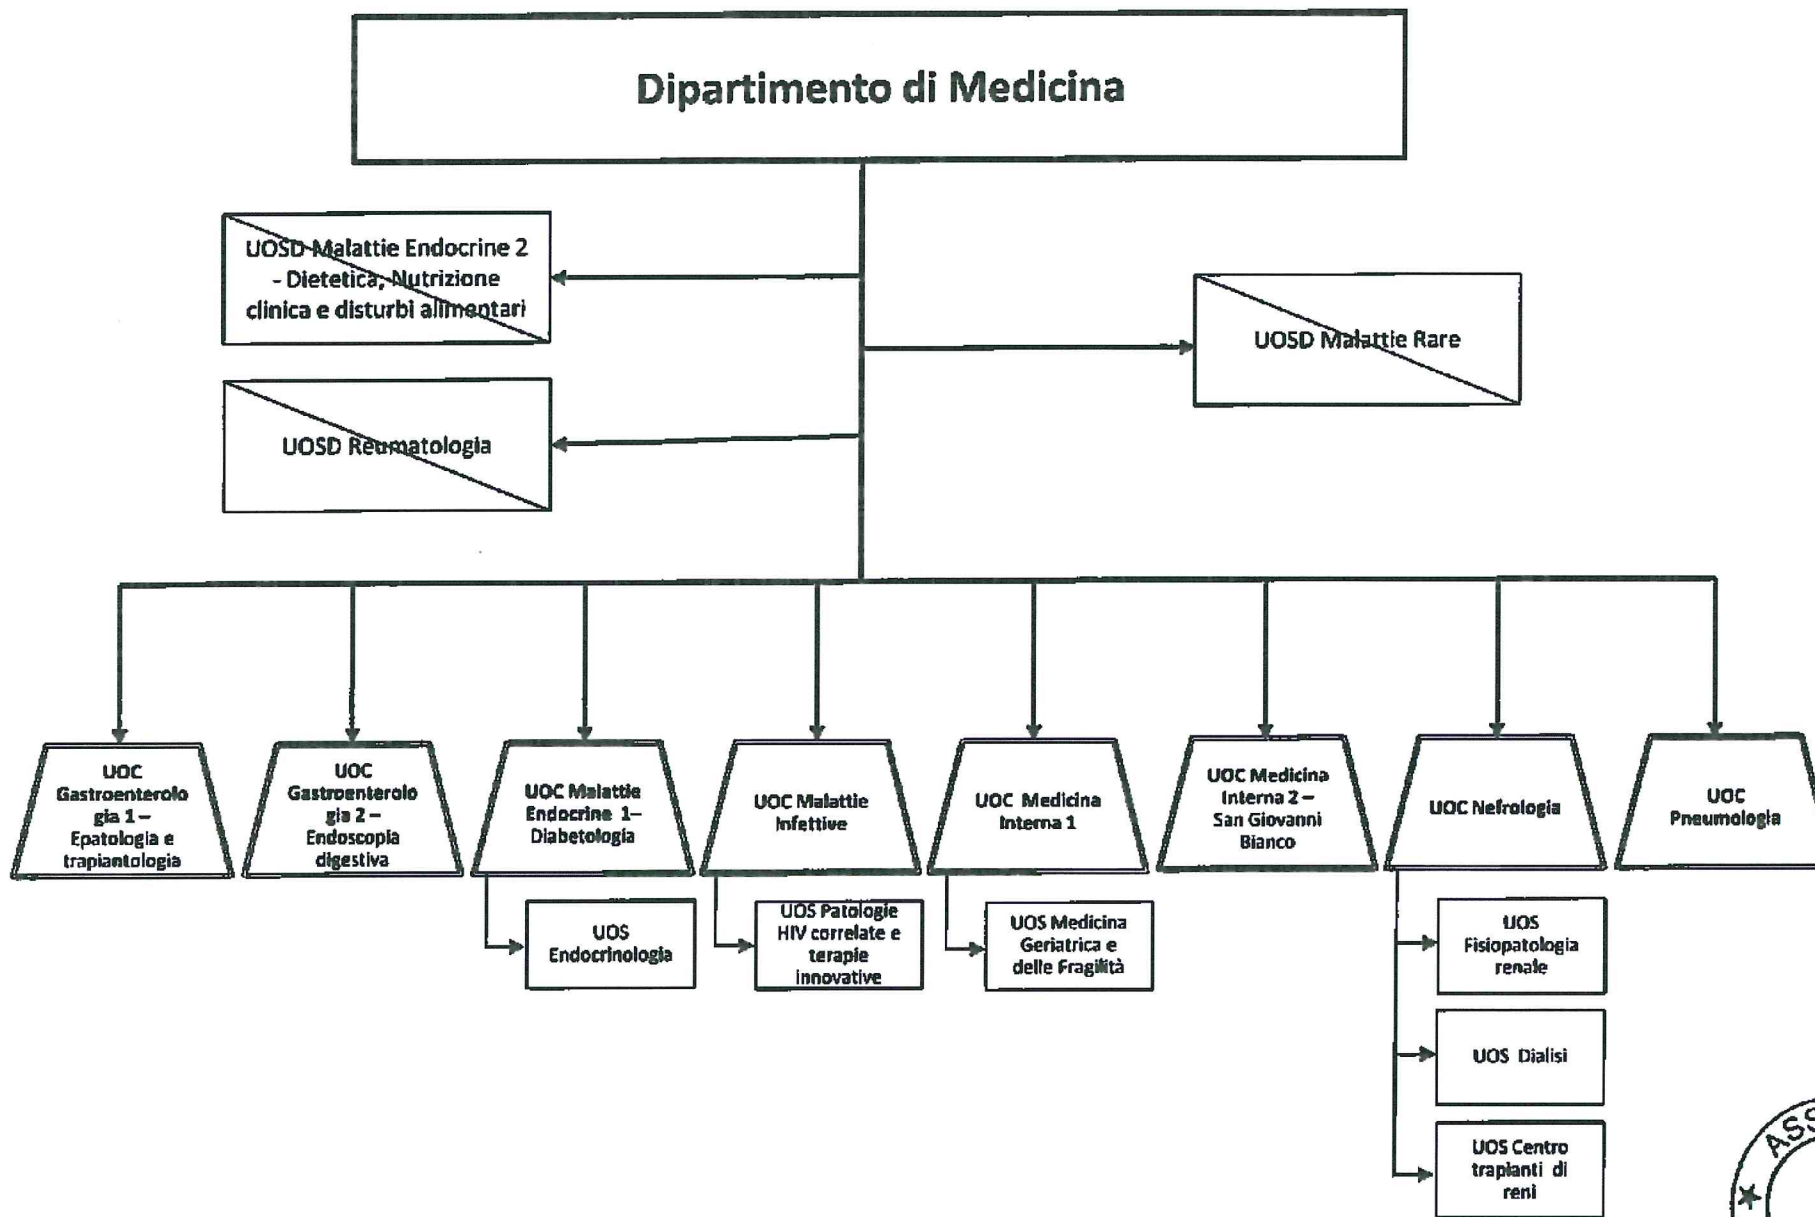 Dipartimento di Medicina
UOSD Malattie Endocrine 2
- Dietetica, Nutrizione
clinica e disturbi alimentari
UOSD Malattie Rare
UOSD Reumatologia
UOC
Gastroenterolo
gia 1 –
Epatologia e
trapiantologia
UOC
Gastroenterolo
gia 2 –
Endoscopia
digestiva
UOC Malattie
Endocrine 1–
Diabetologia
UOC Malattie
Infettive
UOC Medicina
Interna 1
UOC Medicina
Interna 2 –
San Giovanni
Bianco
UOC Nefrologia
UOC
Pneumologia
UOS
Endocrinologia
UOS Patologie
HIV correlate e
terapie
innovative
UOS Medicina
Geriatrica e
delle Fragilità
UOS
Fisiopatologia
renale
UOS Dialisi
UOS Centro
trapianti di
reni
★ ASS